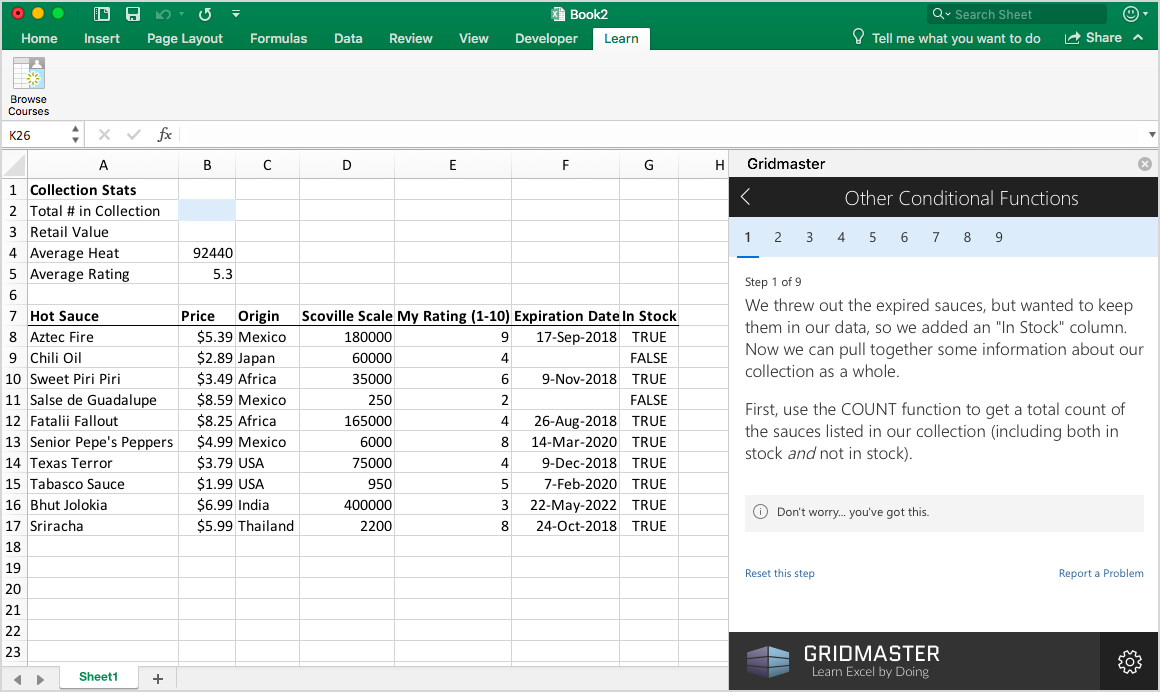 Book2
Search Sheet
Home Insert Page Layout Formulas Data Review View Developer Learn
Tell me what you want to do
Share
Browse
Courses
K26
fx
A B C D E F G H
1 Collection Stats
2 Total # in Collection
3 Retail Value
4 Average Heat 92440
5 Average Rating 5.3
6
7 Hot Sauce Price Origin Scoville Scale My Rating (1-10) Expiration Date In Stock
8 Aztec Fire $5.39 Mexico 180000 9 17-Sep-2018 TRUE
9 Chili Oil $2.89 Japan 60000 4 FALSE
10 Sweet Piri Piri $3.49 Africa 35000 6 9-Nov-2018 TRUE
11 Salse de Guadalupe $8.59 Mexico 250 2 FALSE
12 Fatalii Fallout $8.25 Africa 165000 4 26-Aug-2018 TRUE
13 Senior Pepe's Peppers $4.99 Mexico 6000 8 14-Mar-2020 TRUE
14 Texas Terror $3.79 USA 75000 4 9-Dec-2018 TRUE
15 Tabasco Sauce $1.99 USA 950 5 7-Feb-2020 TRUE
16 Bhut Jolokia $6.99 India 400000 3 22-May-2022 TRUE
17 Sriracha $5.99 Thailand 2200 8 24-Oct-2018 TRUE
18
19
20
21
22
23
Sheet1
Gridmaster
Other Conditional Functions
1 2 3 4 5 6 7 8 9
Step 1 of 9
We threw out the expired sauces, but wanted to keep
them in our data, so we added an "In Stock" column.
Now we can pull together some information about our
collection as a whole.
First, use the COUNT function to get a total count of
the sauces listed in our collection (including both in
stock and not in stock).
Don't worry... you've got this.
Reset this step
Report a Problem
GRIDMASTER
Learn Excel by Doing